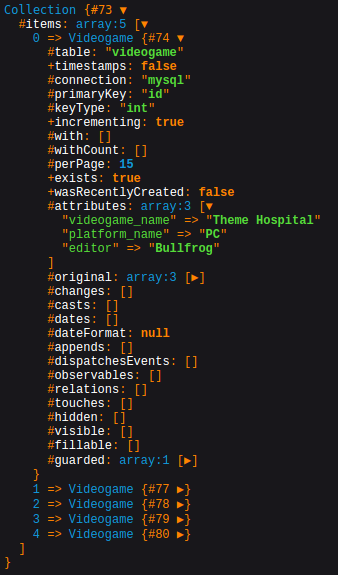 Collection {#73 ▼
#items: array:5 [▼
0 => Videogame {#74 ▼
#table: "videogame"
+timestamps: false
#connection: "mysql"
#primaryKey: "id"
#keyType: "int"
+incrementing: true
#with: []
#withCount: []
#perPage: 15
+exists: true
+wasRecentlyCreated: false
#attributes: array:3 [▼
"videogame_name" => "Theme Hospital"
"platform_name" => "PC"
"editor" => "Bullfrog"
]
#original: array:3 [▶]
#changes: []
#casts: []
#dates: []
#dateFormat: null
#appends: []
#dispatchesEvents: []
#observables: []
#relations: []
#touches: []
#hidden: []
#visible: []
#fillable: []
#guarded: array:1 [▶]
}
1 => Videogame {#77 ▶}
2 => Videogame {#78 ▶}
3 => Videogame {#79 ▶}
4 => Videogame {#80 ▶}
]
}